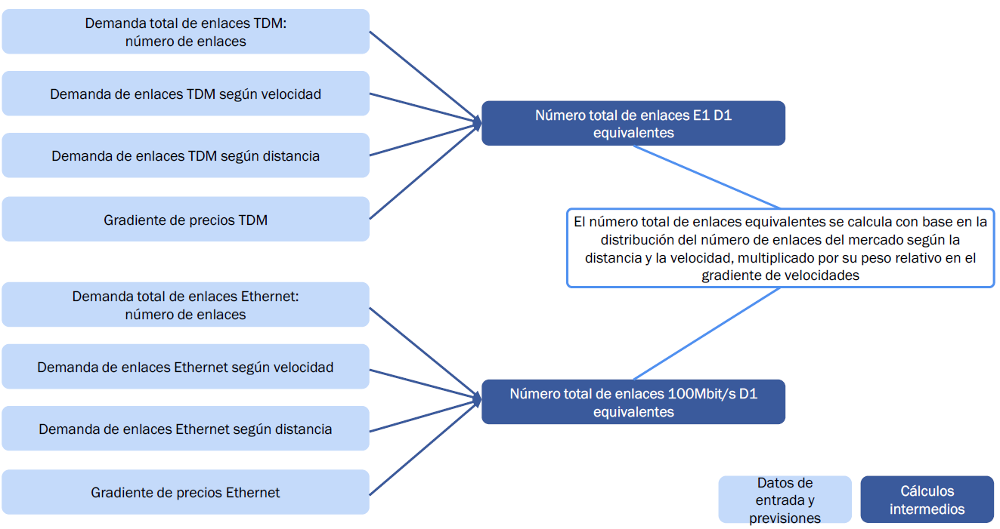 Demanda total de enlaces TDM:
número de enlaces
Demanda de enlaces TDM según velocidad
Demanda de enlaces TDM según distancia
Gradiente de precios TDM
Número total de enlaces E1 D1
equivalentes
El número total de enlaces equivalentes se calcula con base en la
distribución del número de enlaces del mercado según la
distancia y la velocidad, multiplicado por su peso relativo en el
gradiente de velocidades
Demanda total de enlaces Ethernet:
número de enlaces
Demanda de enlaces Ethernet según velocidad
Demanda de enlaces Ethernet según distancia
Gradiente de precios Ethernet
Número total de enlaces 100Mbit/s D1
equivalentes
Datos de
entrada y
previsiones
Cálculos
intermedios